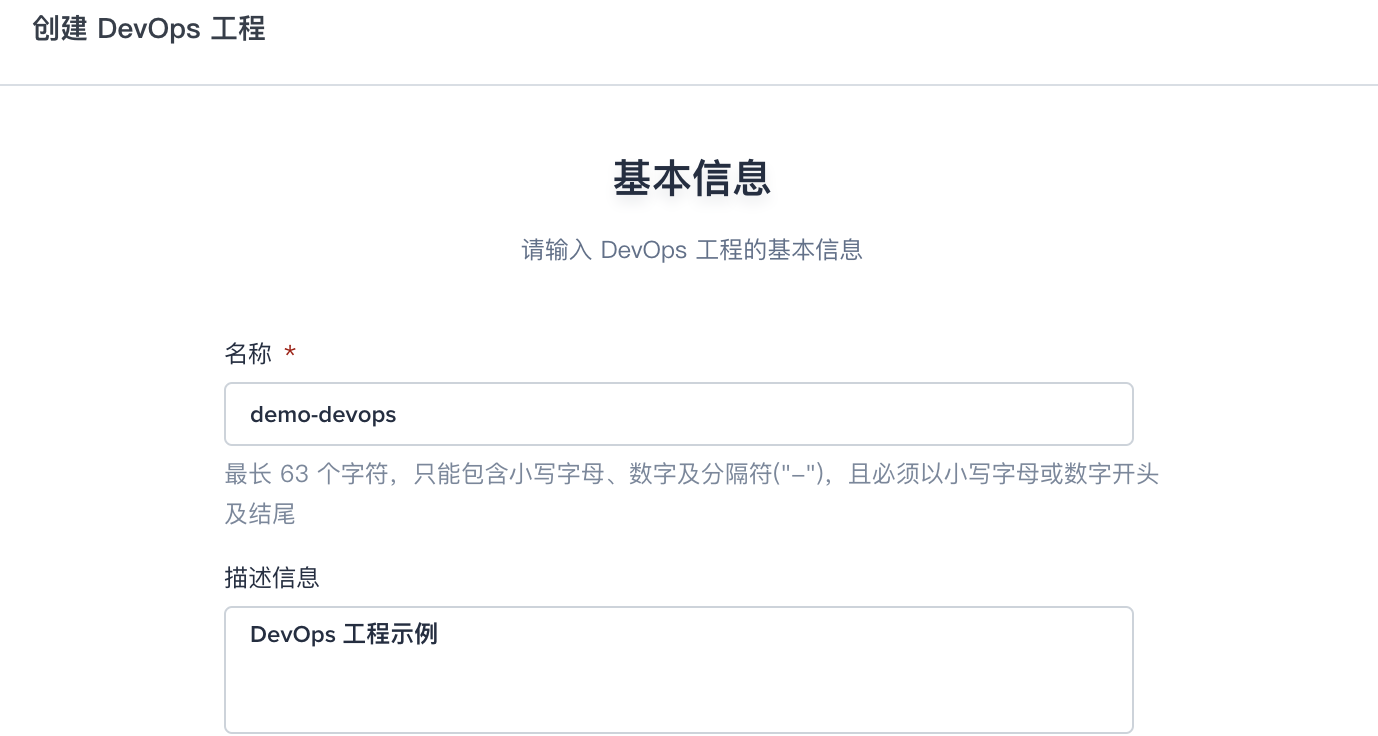 创建 DevOps 工程
基本信息
请输入 DevOps 工程的基本信息
名称 *
demo-devops
最长 63 个字符，只能包含小写字母、数字及分隔符("-")，且必须以小写字母或数字开头
及结尾
描述信息
DevOps 工程示例